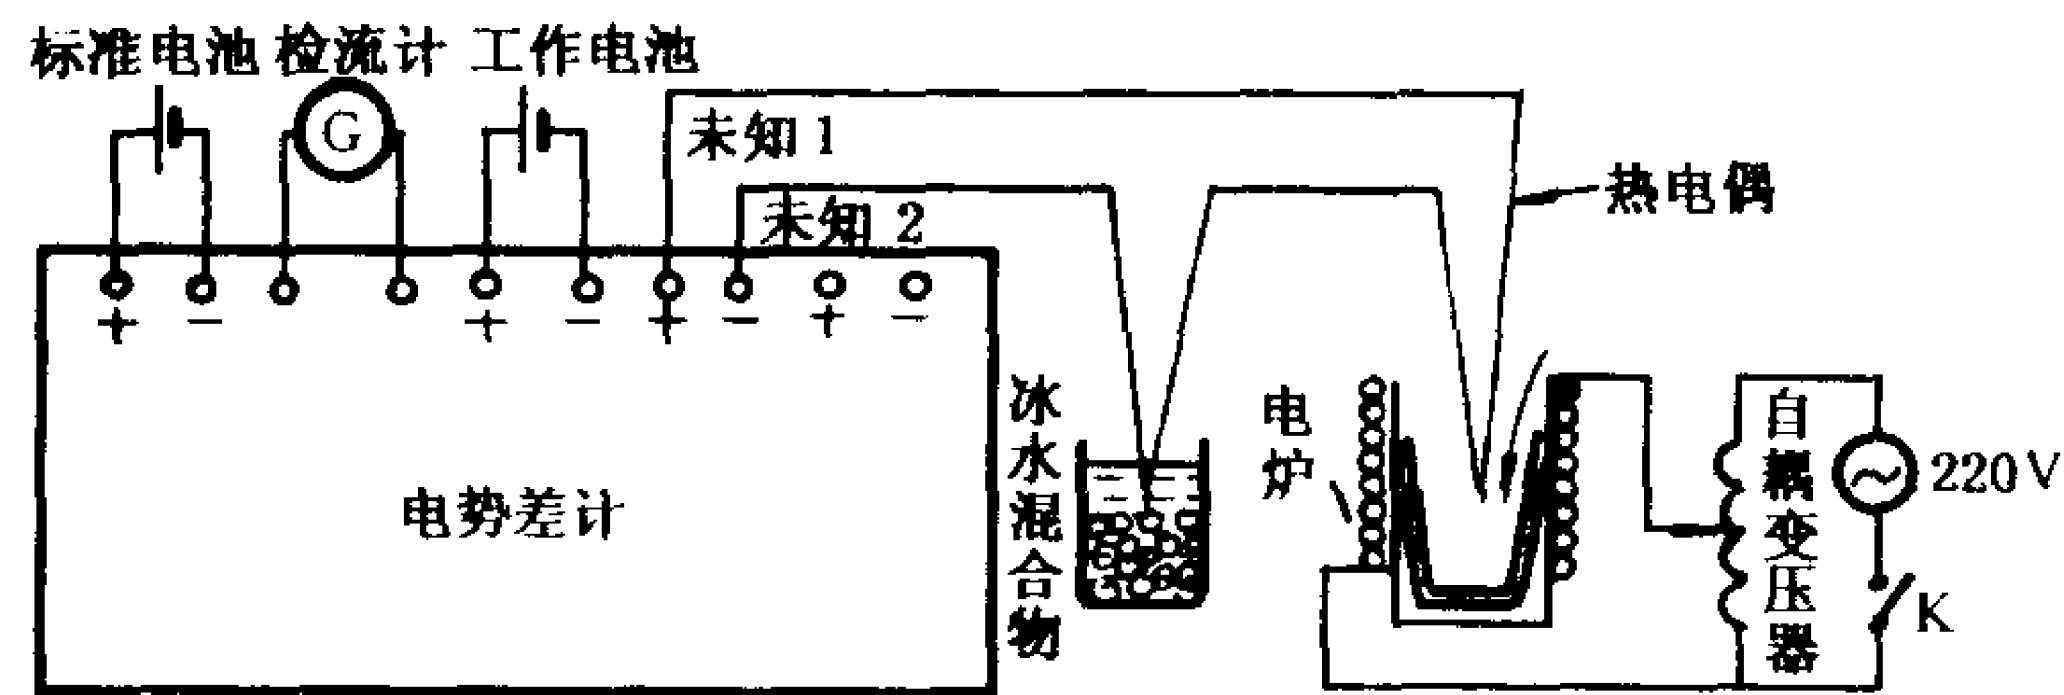 标准电池 检流计 工作电池
G
未知1
未知2
热电偶
+ − + − + − + −
冰水混合物
电炉
自耦变压器
~
220V
K
电势差计